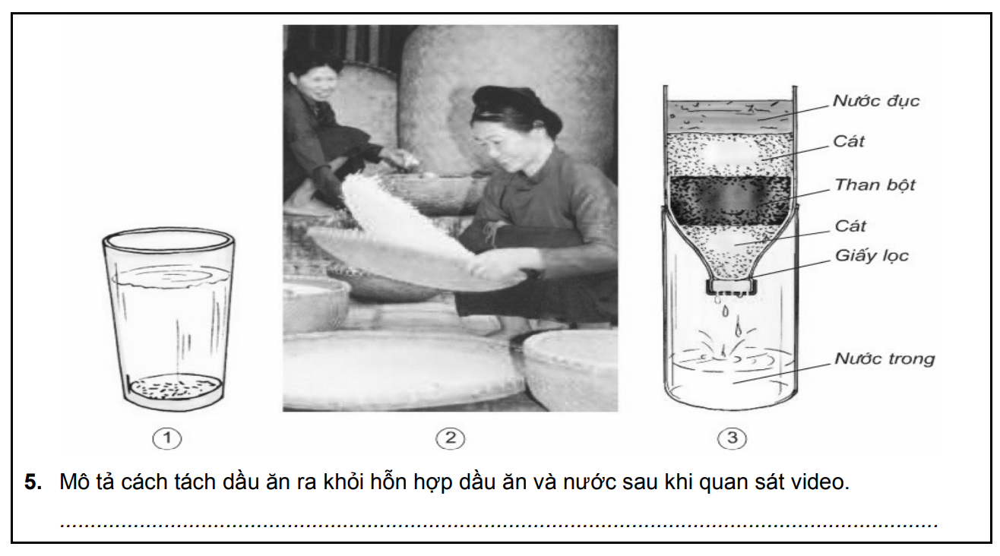 Nước đục
Cát
Than bột
Cát
Giấy lọc
Nước trong
1 2 3
5. Mô tả cách tách dầu ăn ra khỏi hỗn hợp dầu ăn và nước sau khi quan sát video.